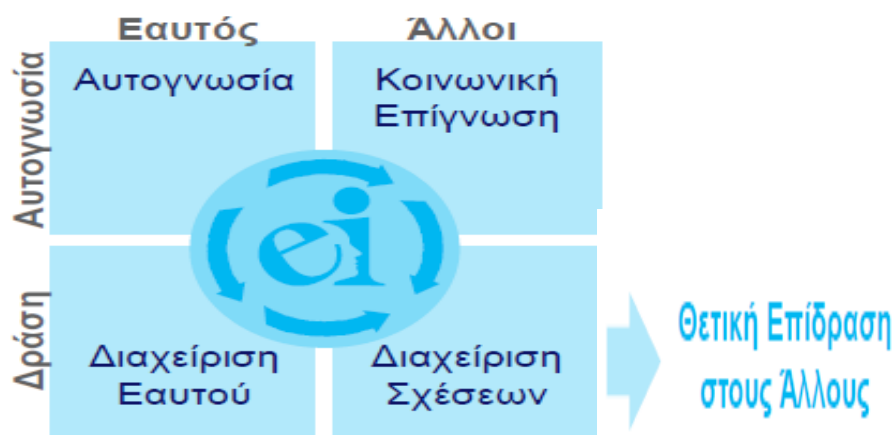 Εαυτός Άλλοι
Αυτογνωσία
Αυτογνωσία
Κοινωνική
Επίγνωση
ei
Δράση
Διαχείριση
Εαυτού
Διαχείριση
Σχέσεων
Θετική Επίδραση
στους Άλλους